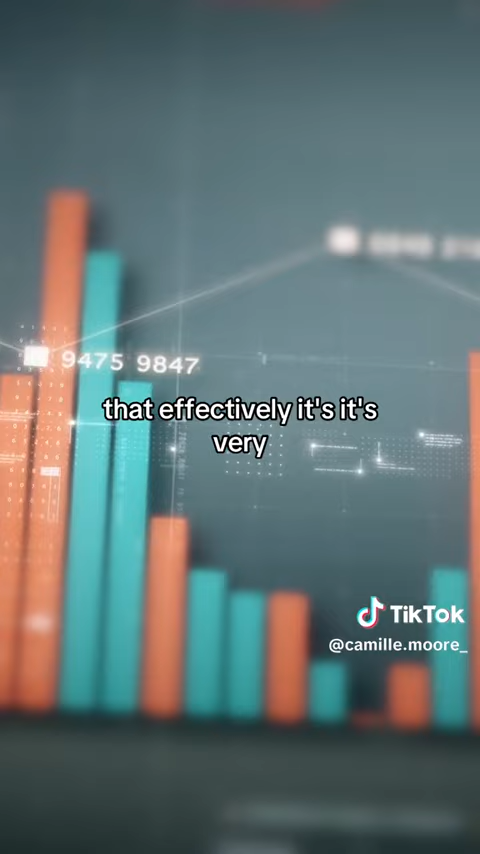 9475 9847
that effectively it's it's
very
TikTok
@camille.moore_